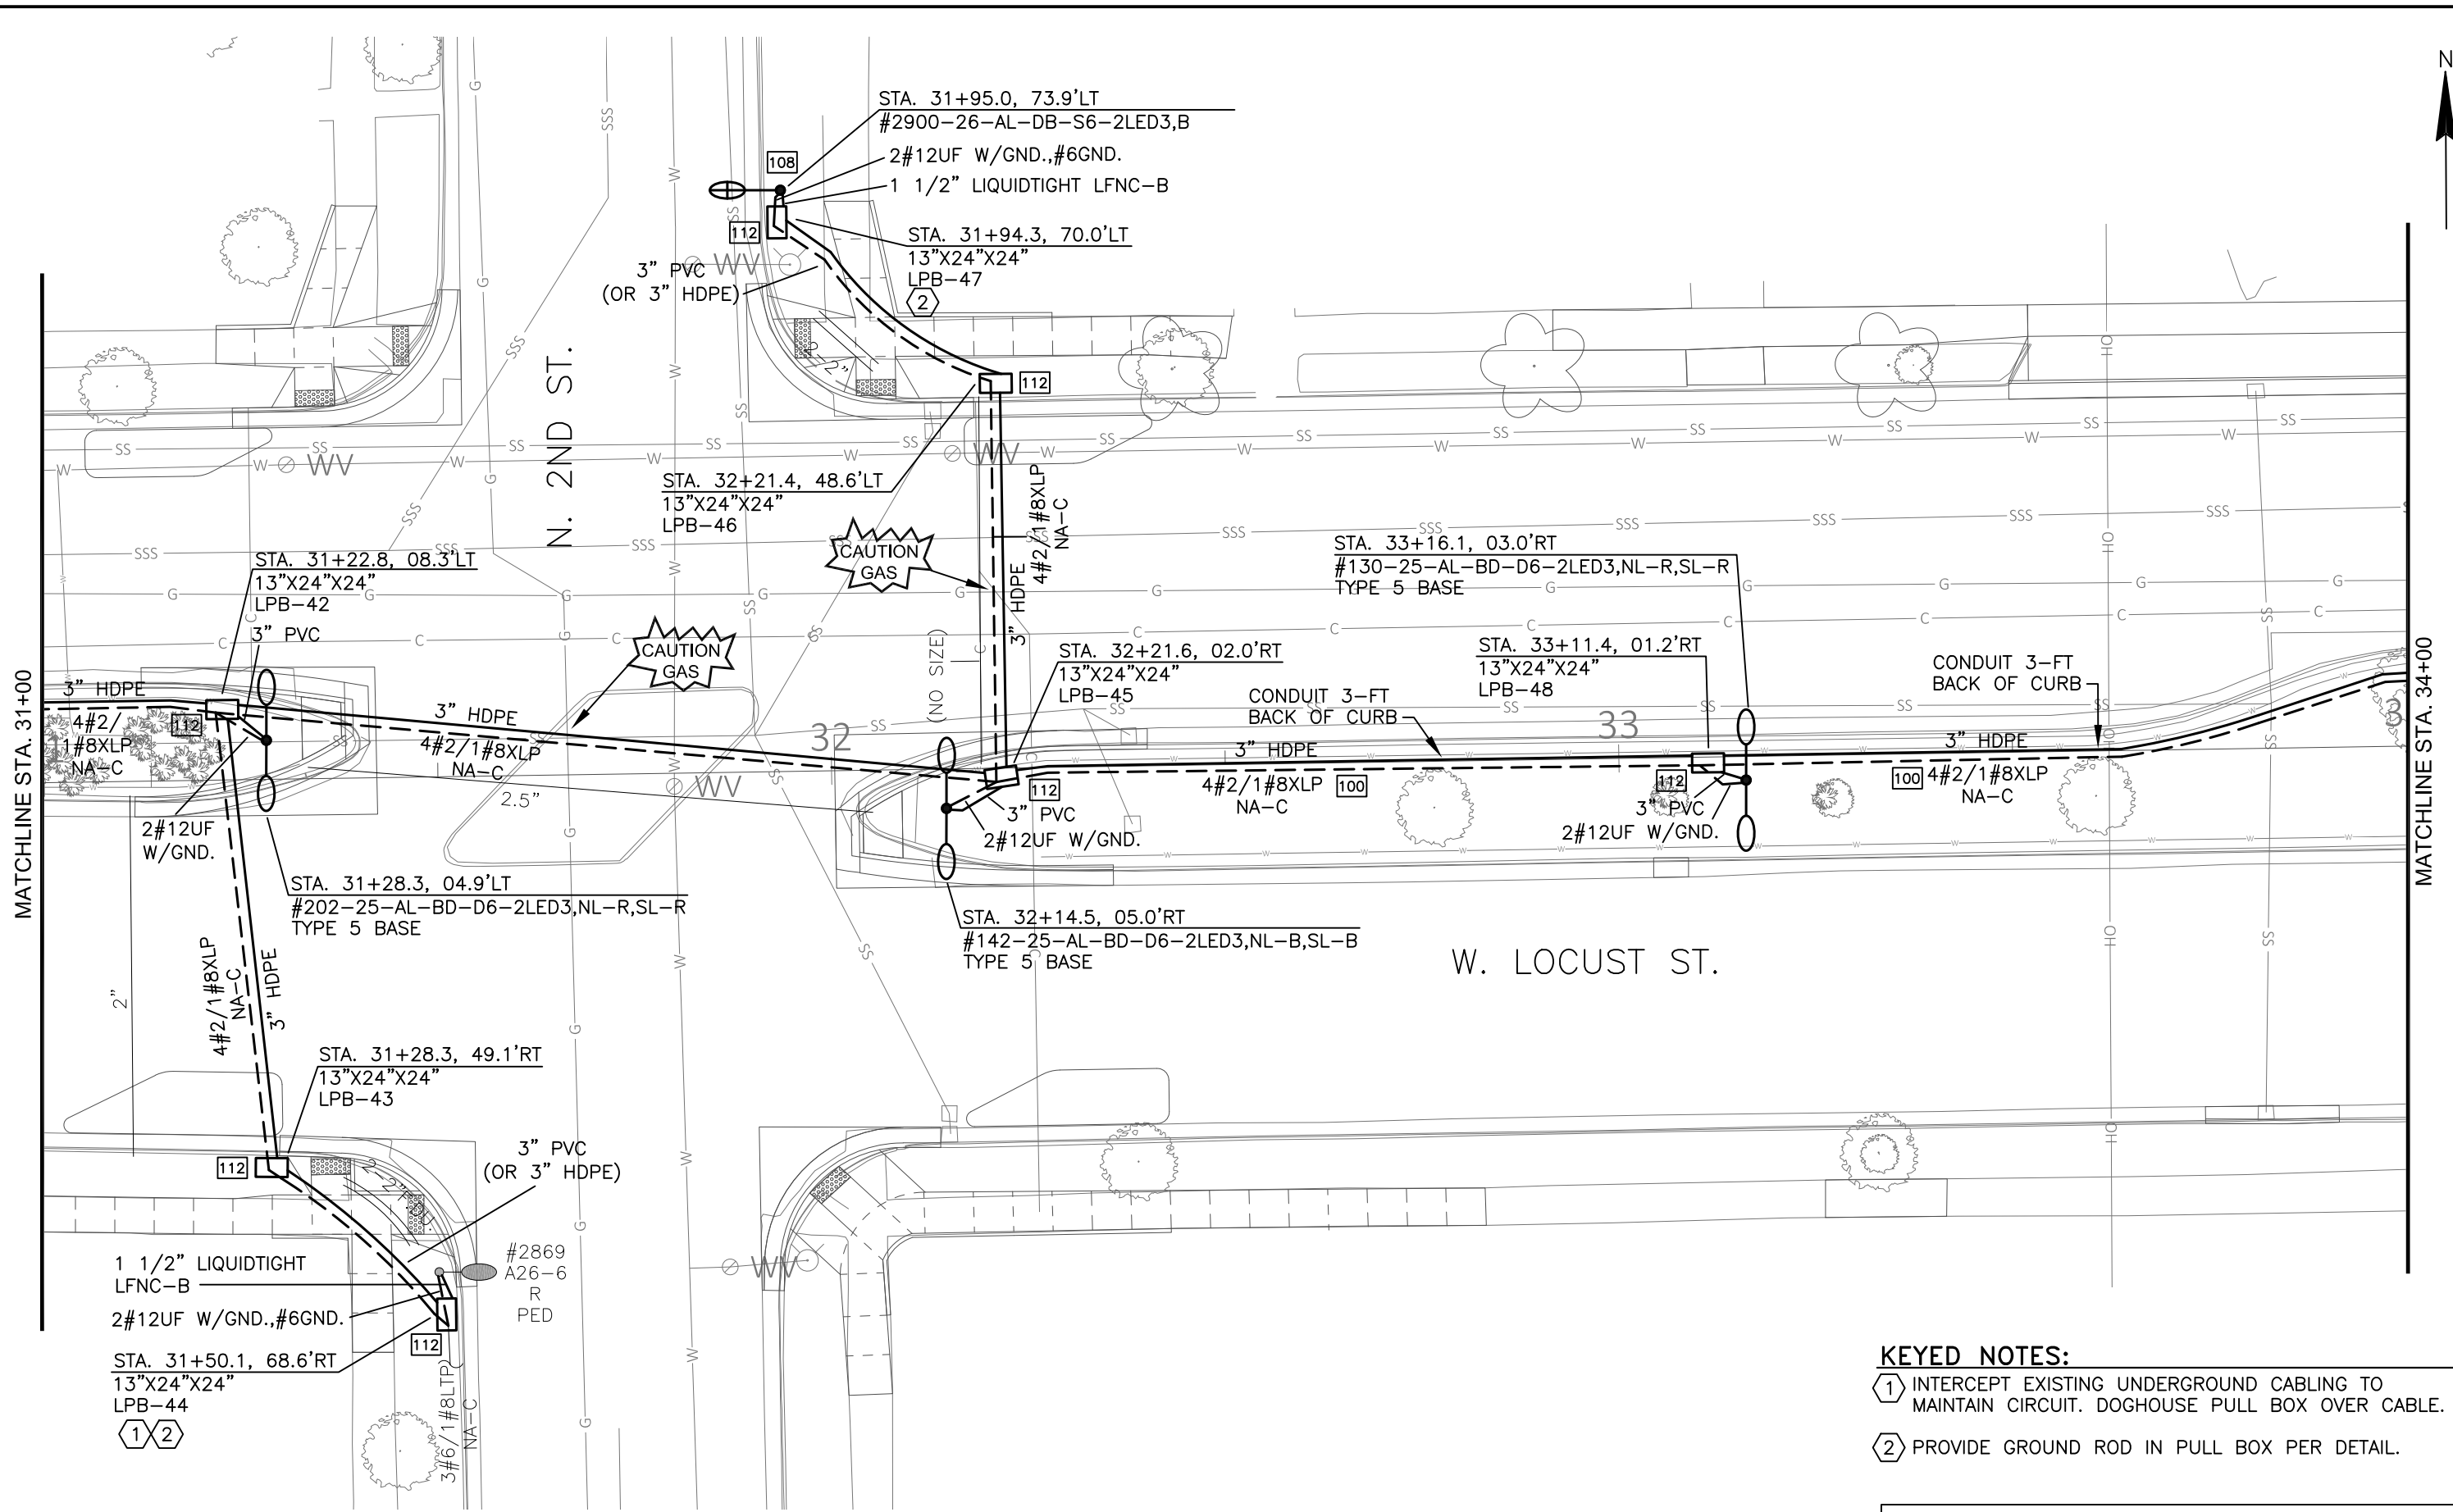 N
STA. 31+95.0, 73.9'LT
#2900-26-AL-DB-S6-2LED3,B
2#12UF W/GND.,#6GND.
1 1/2" LIQUIDTIGHT LFNC-B
108
112
STA. 31+94.3, 70.0'LT
13"X24"X24"
LPB-47
2
3" PVC
(OR 3" HDPE)
WV
N. 2ND ST.
112
STA. 32+21.4, 48.6'LT
13"X24"X24"
LPB-46
WV
WV
4#2/1#8XLP
NA-C
3" HDPE
CAUTION
GAS
STA. 31+22.8, 08.3'LT
13"X24"X24"
LPB-42
3" PVC
CAUTION
GAS
STA. 33+16.1, 03.0'RT
#130-25-AL-BD-D6-2LED3,NL-R,SL-R
TYPE 5 BASE
(NO SIZE)
STA. 32+21.6, 02.0'RT
13"X24"X24"
LPB-45
STA. 33+11.4, 01.2'RT
13"X24"X24"
LPB-48
CONDUIT 3-FT
BACK OF CURB
CONDUIT 3-FT
BACK OF CURB
MATCHLINE STA. 31+00
MATCHLINE STA. 34+00
3" HDPE
4#2/
1#8XLP
NA-C
112
3" HDPE
4#2/1#8XLP
NA-C
2.5"
WV
32
33
3
3" HDPE
4#2/1#8XLP
NA-C
100
112
3" PVC
2#12UF W/GND.
112
3" PVC
2#12UF W/GND.
3" HDPE
100
4#2/1#8XLP
NA-C
2#12UF
W/GND.
STA. 31+28.3, 04.9'LT
#202-25-AL-BD-D6-2LED3,NL-R,SL-R
TYPE 5 BASE
STA. 32+14.5, 05.0'RT
#142-25-AL-BD-D6-2LED3,NL-B,SL-B
TYPE 5 BASE
W. LOCUST ST.
2"
4#2/1#8XLP
NA-C
3" HDPE
STA. 31+28.3, 49.1'RT
13"X24"X24"
LPB-43
112
3" PVC
(OR 3" HDPE)
1 1/2" LIQUIDTIGHT
LFNC-B
2#12UF W/GND.,#6GND.
#2869
A26-6
R
PED
WV
112
STA. 31+50.1, 68.6'RT
13"X24"X24"
LPB-44
1 2
3#6/1#8LTP)
NA-C
KEYED NOTES:
1 INTERCEPT EXISTING UNDERGROUND CABLING TO
MAINTAIN CIRCUIT. DOGHOUSE PULL BOX OVER CABLE.
2 PROVIDE GROUND ROD IN PULL BOX PER DETAIL.